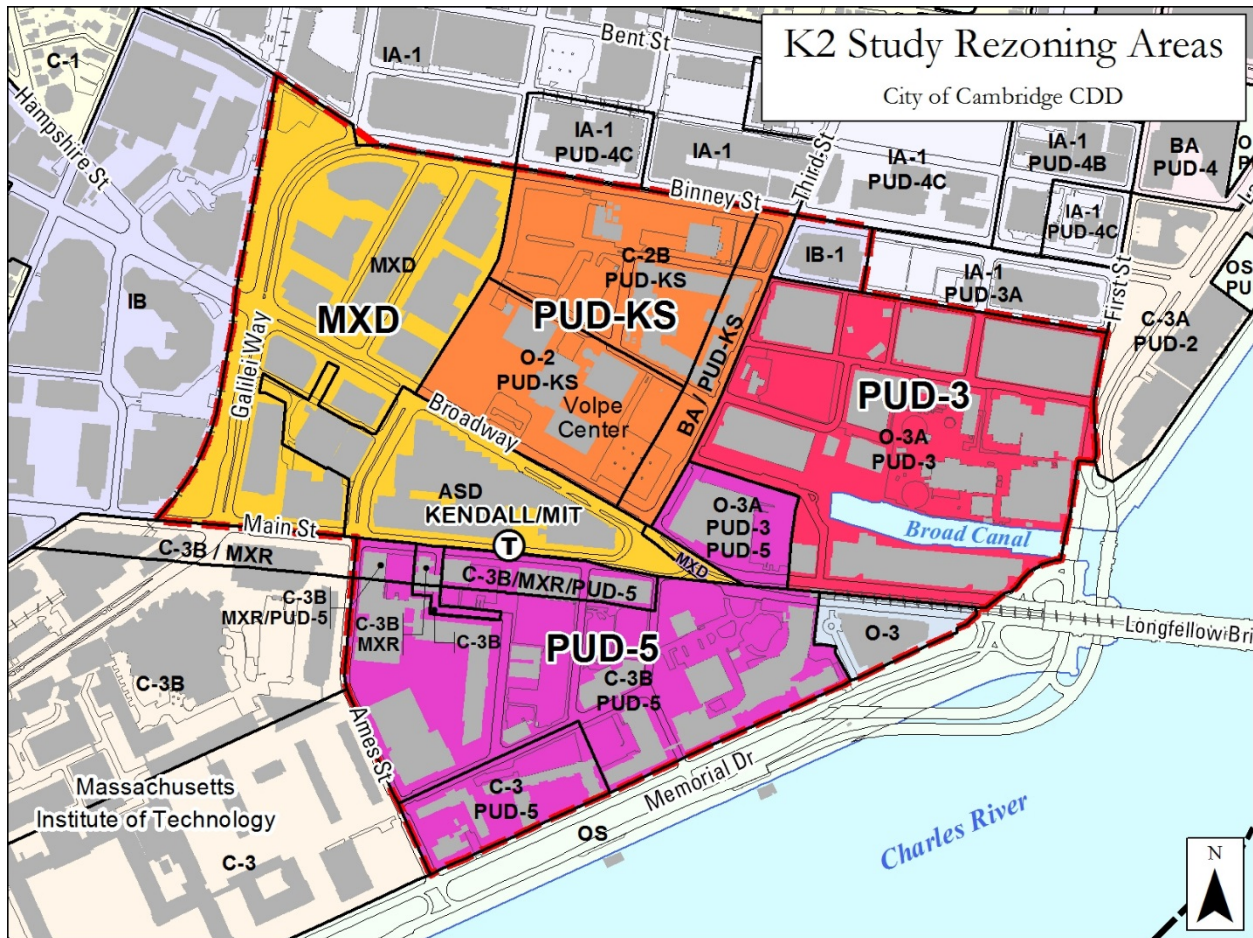 K2 Study Rezoning Areas
City of Cambridge CDD
C-1
IA-1
Bent St
Hampshire St
IA-1
PUD-4C
IA-1
Third St
IA-1
PUD-4C
IA-1
PUD-4B
BA
PUD-4
Binney St
IA-1
PUD-4C
IB-1
IA-1
PUD-3A
First St
OS
PU
C-3A
PUD-2
IB
MXD
MXD
C-2B
PUD-KS
PUD-KS
O-2
PUD-KS
Volpe
Center
BA / PUD-KS
PUD-3
O-3A
PUD-3
Galilei Way
Broadway
ASD
KENDALL/MIT
T
O-3A
PUD-3
PUD-5
Broad Canal
Main St
MXD
C-3B / MXR
C-3B/MXR/PUD-5
C-3B
MXR/PUD-5
C-3B
MXR
C-3B
PUD-5
O-3
Longfellow Bri
C-3B
C-3B
PUD-5
Ames St
Memorial Dr
Massachusetts
Institute of Technology
C-3
PUD-5
OS
C-3
Charles River
N